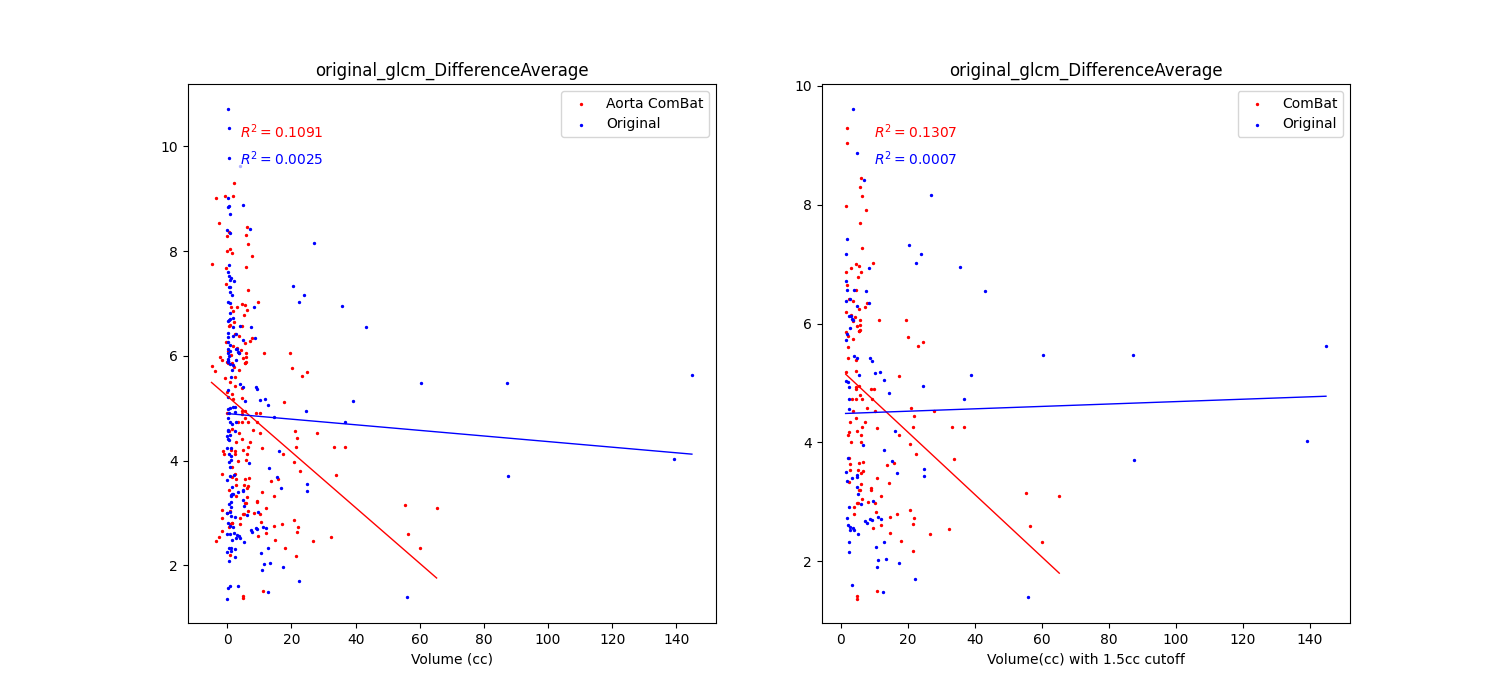 original_glcm_DifferenceAverage
Aorta ComBat
Original
R² = 0.1091
R² = 0.0025
10
8
6
4
2
0 20 40 60 80 100 120 140
Volume (cc)
original_glcm_DifferenceAverage
ComBat
Original
R² = 0.1307
R² = 0.0007
10
8
6
4
2
0 20 40 60 80 100 120 140
Volume(cc) with 1.5cc cutoff